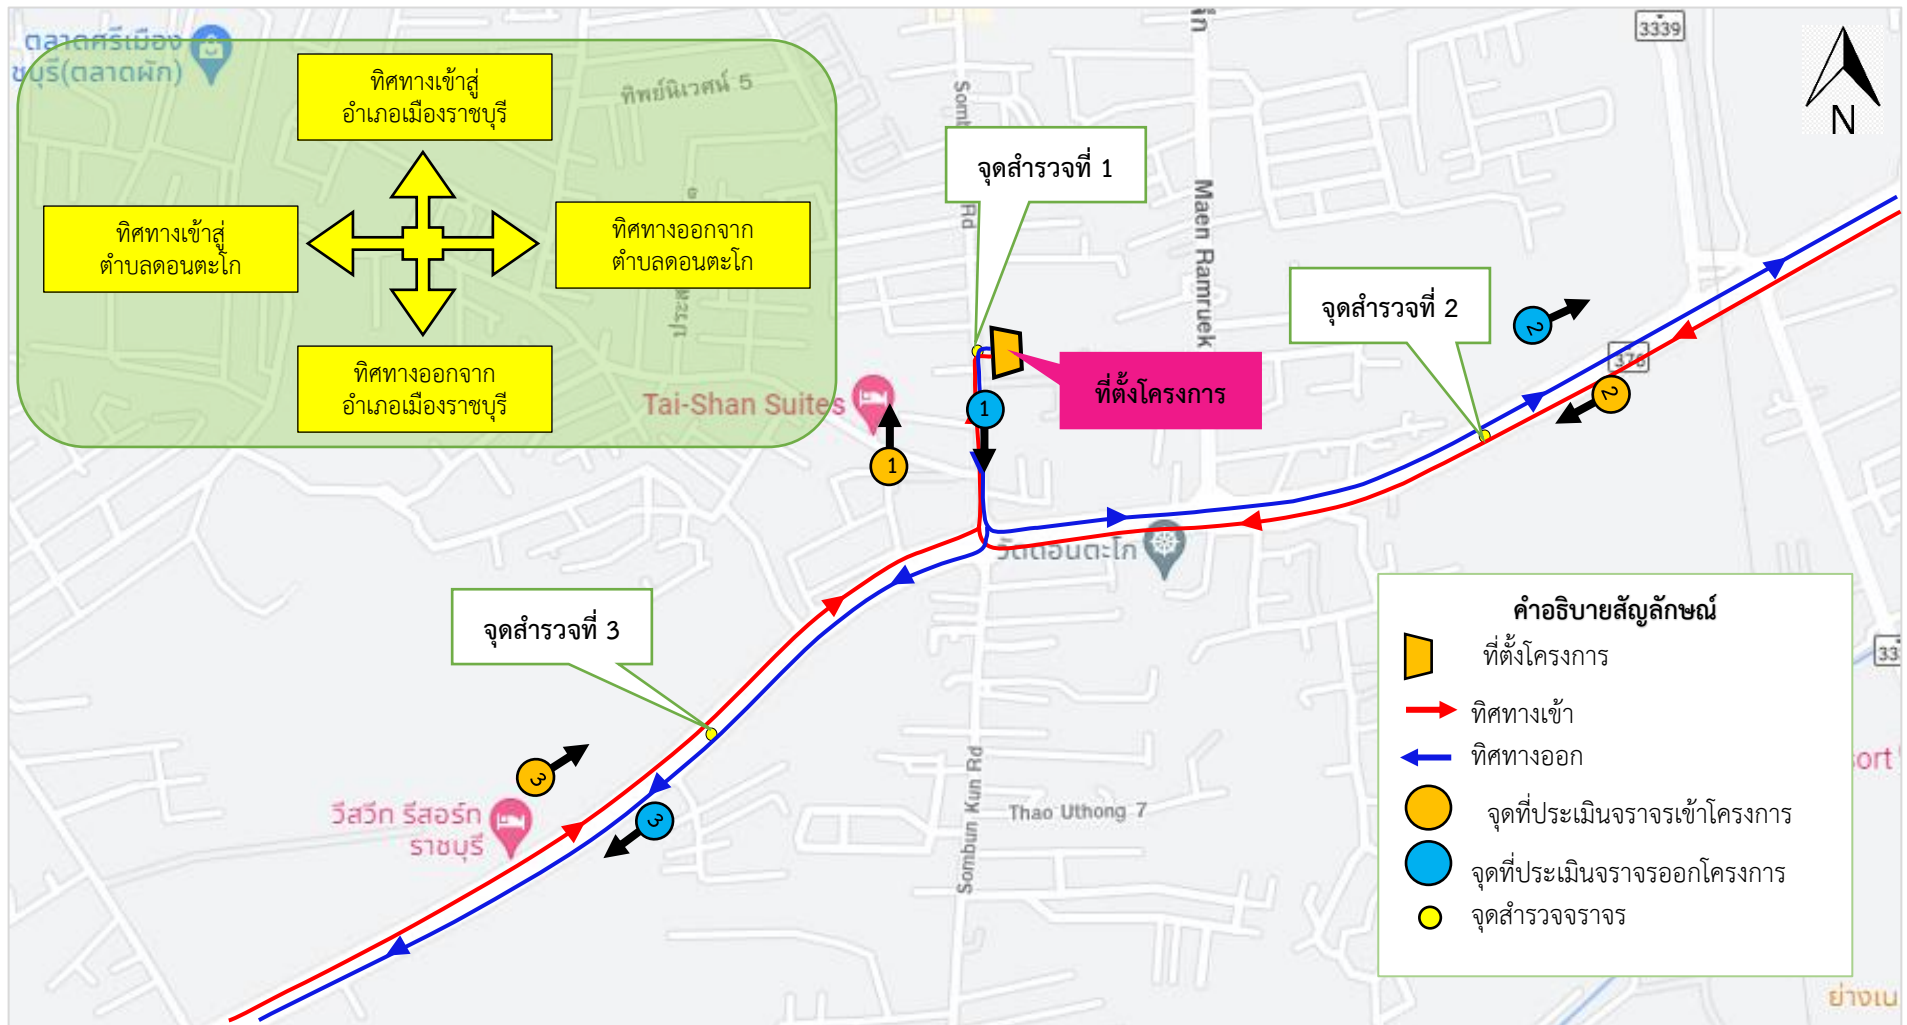 ตลาดศรีเมือง
ชบุรี(ตลาดผัก)
ทิศทางเข้าสู่
อำเภอเมืองราชบุรี
ทิศทางเข้าสู่
ตำบลดอนตะโก
ทิศทางออกจาก
ตำบลดอนตะโก
ทิศทางออกจาก
อำเภอเมืองราชบุรี
ทิพย์นิเวศน์ 5
ประส
Somb
Rd
จุดสำรวจที่ 1
Maen Ramruek
3339
N
จุดสำรวจที่ 2
2
376
2
ที่ตั้งโครงการ
Tai-Shan Suites
1
1
วัดดอนตะโก
จุดสำรวจที่ 3
3
3
วีสวีท รีสอร์ท
ราชบุรี
Sombun Kun Rd
Thao Uthong 7
คำอธิบายสัญลักษณ์
ที่ตั้งโครงการ
ทิศทางเข้า
ทิศทางออก
จุดที่ประเมินจราจรเข้าโครงการ
จุดที่ประเมินจราจรออกโครงการ
จุดสำรวจจราจร
33
ort
ย่างเน